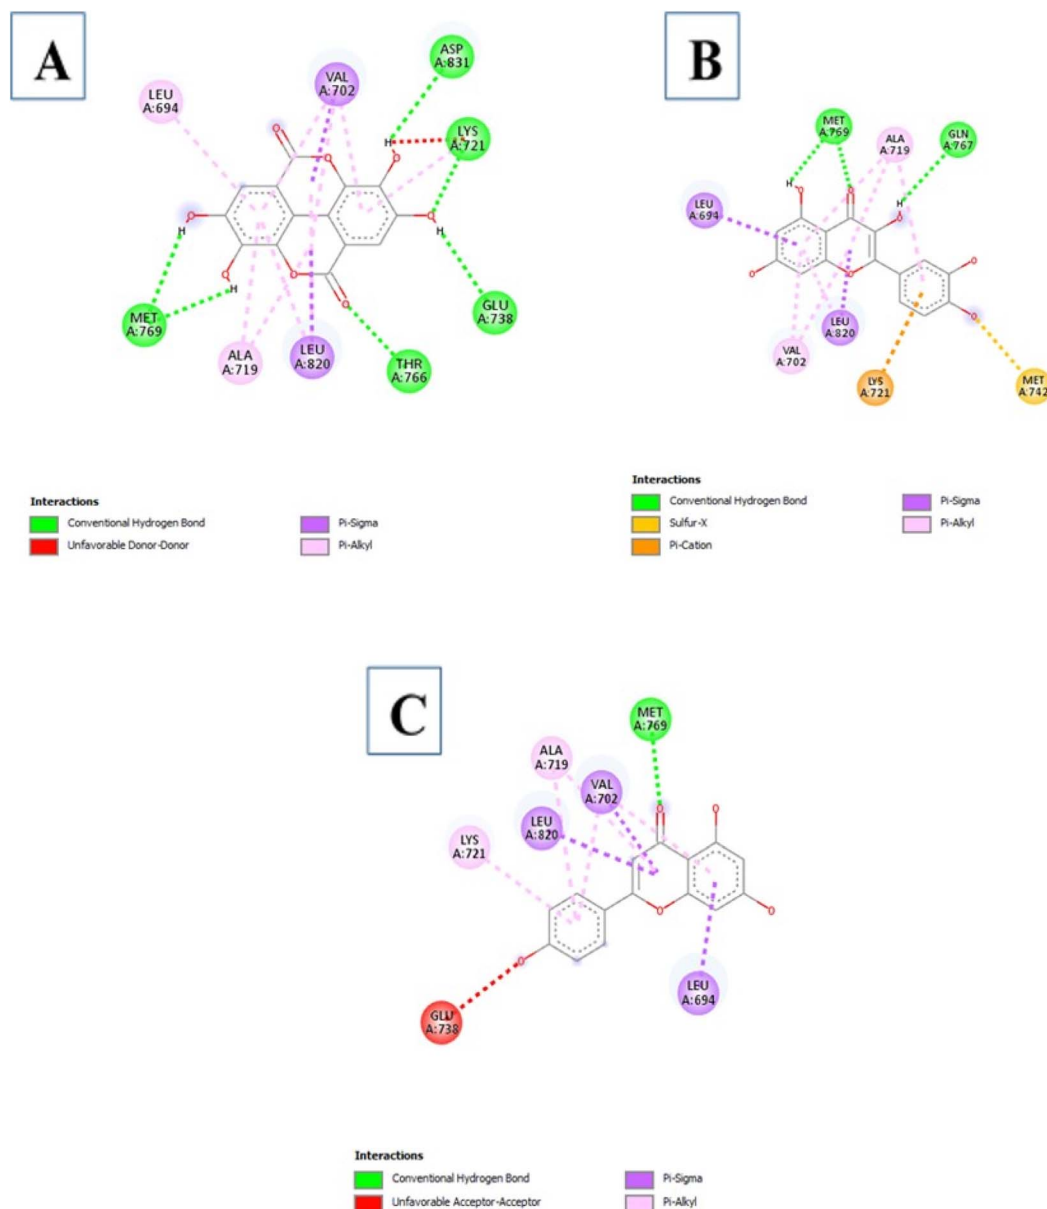 A
LEU
A:694
VAL
A:702
ASP
A:831
LYS
A:721
H
O
O
H
O
O
O
H
O
H
O
H
O
O
MET
A:769
ALA
A:719
LEU
A:820
THR
A:766
GLU
A:738
Interactions
Conventional Hydrogen Bond
Unfavorable Donor-Donor
Pi-Sigma
Pi-Alkyl
B
MET
A:769
ALA
A:719
GLN
A:767
LEU
A:694
H
O
O
H
O
O
O
O
O
LEU
A:820
VAL
A:702
LYS
A:721
MET
A:742
Interactions
Conventional Hydrogen Bond
Sulfur-X
Pi-Cation
Pi-Sigma
Pi-Alkyl
C
MET
A:769
ALA
A:719
VAL
A:702
LEU
A:820
LYS
A:721
O
O
O
O
O
LEU
A:694
GLU
A:738
Interactions
Conventional Hydrogen Bond
Unfavorable Acceptor-Acceptor
Pi-Sigma
Pi-Alkyl